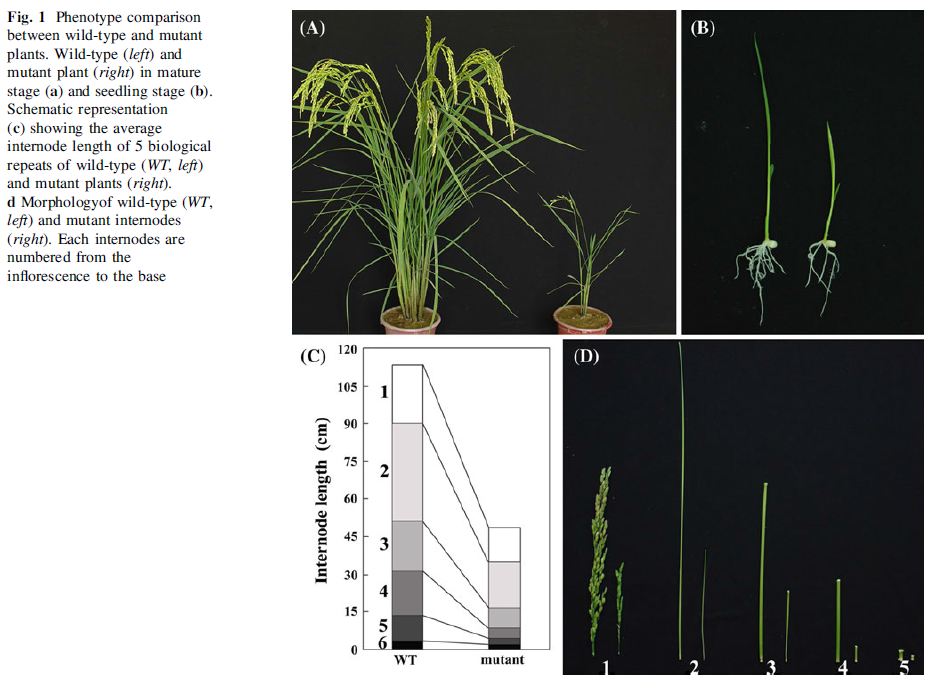 Fig. 1 Phenotype comparison
between wild-type and mutant
plants. Wild-type (left) and
mutant plant (right) in mature
stage (a) and seedling stage (b).
Schematic representation
(c) showing the average
internode length of 5 biological
repeats of wild-type (WT, left)
and mutant plants (right).
d Morphologyof wild-type (WT,
left) and mutant internodes
(right). Each internodes are
numbered from the
inflorescence to the base
(A)
(B)
(C)
Internode length (cm)
120
105
90
75
60
45
30
15
0
1
2
3
4
5
6
WT mutant
(D)
1 2 3 4 5